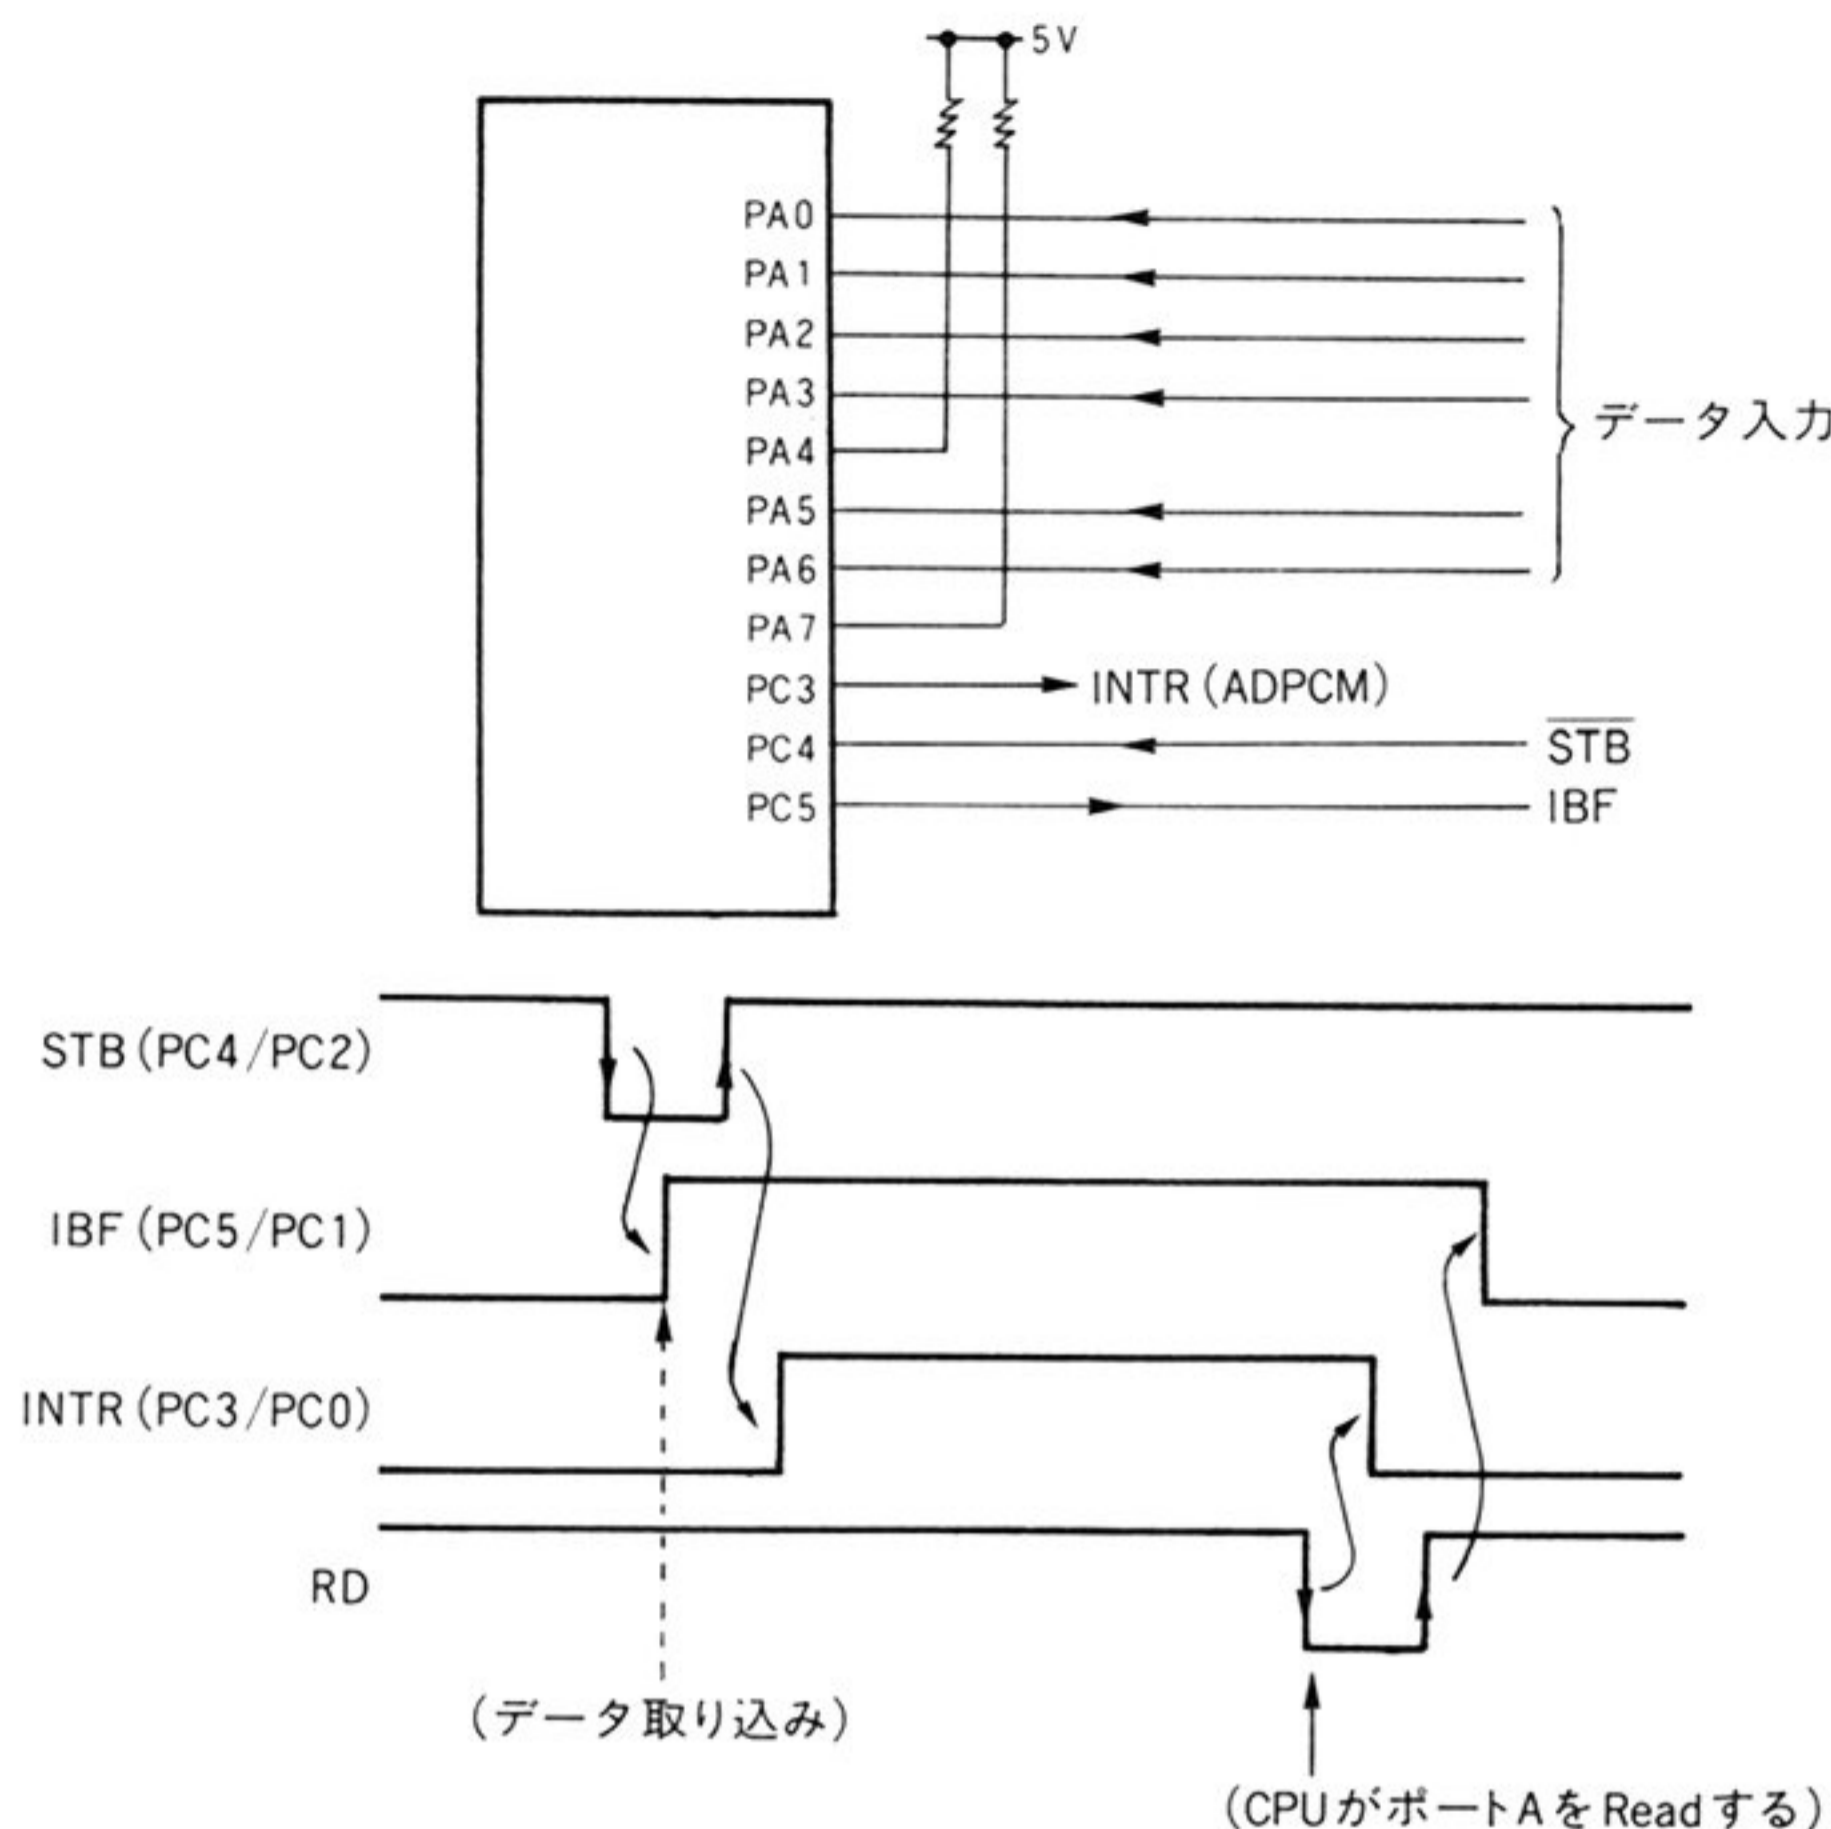 5V
PA0
PA1
PA2
PA3
データ入力
PA4
PA5
PA6
PA7
PC3
INTR(ADPCM)
PC4
STB
PC5
IBF
STB(PC4/PC2)
IBF(PC5/PC1)
INTR(PC3/PC0)
RD
(データ取り込み)
(CPUがポートAをReadする)